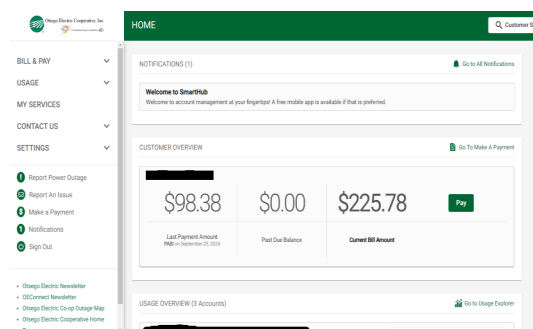 Otsego Electric Cooperative, Inc.
HOME
Customer S
BILL & PAY
USAGE
MY SERVICES
CONTACT US
SETTINGS
Report Power Outage
Report An Issue
Make a Payment
1 Notifications
Sign Out
Otsego Electric Newsletter
OEConnect Newsletter
Otsego Electric Co-op Outage Map
Otsego Electric Cooperative Home
NOTIFICATIONS (1)
Go to All Notifications
Welcome to SmartHub
Welcome to account management at your fingertips! A free mobile app is available if that is preferred.
CUSTOMER OVERVIEW
Go To Make A Payment
$98.38
$0.00
$225.78
Pay
Last Payment Amount
PAID on September 25, 2024
Past Due Balance
Current Bill Amount
USAGE OVERVIEW (3 Accounts)
Go to Usage Explorer